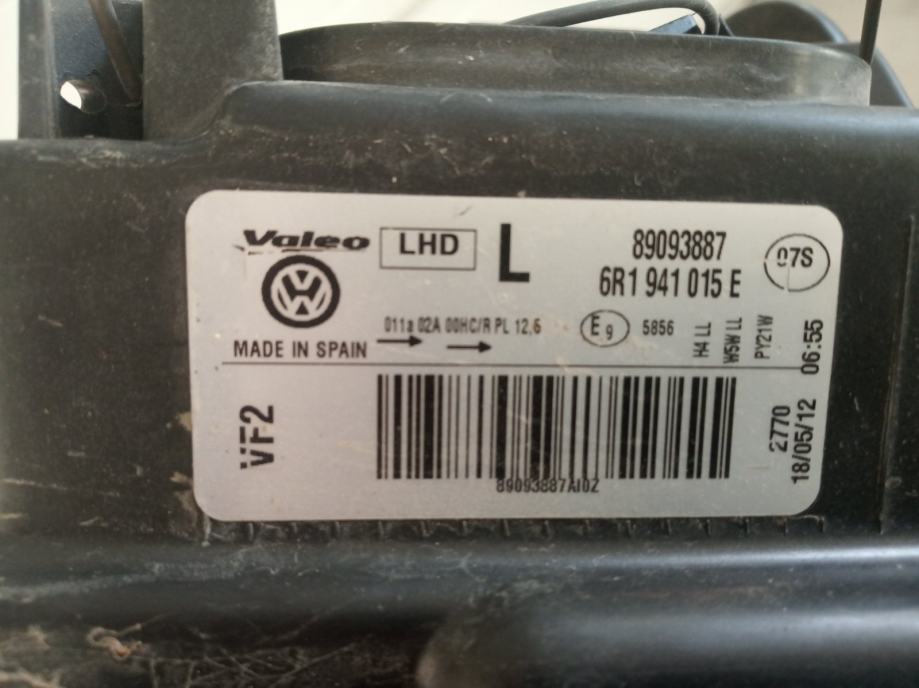 Valeo LHD L 89093887 07S
6R1 941 015 E
011a 02A 00HC/R PL 12,6 E9 5856
H4 LL
W5W LL
PY21W
06:55
MADE IN SPAIN
VF2
2770
18/05/12
89093887AI0Z